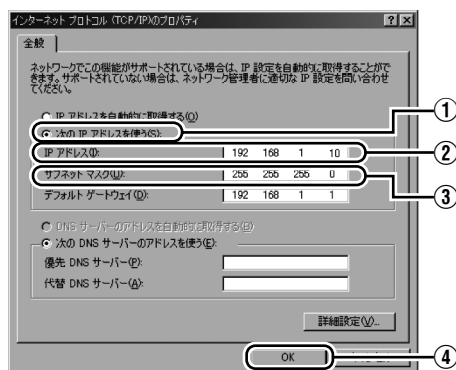 インターネット プロトコル (TCP/IP)のプロパティ
全般
ネットワークでこの機能がサポートされている場合は、IP 設定を自動的に取得することがで
きます。サポートされていない場合は、ネットワーク管理者に適切な IP 設定を問い合わせ
てください。
IP アドレスを自動的に取得する(O)
次の IP アドレスを使う(S):
①
IP アドレス(I): 192 168 1 10
②
サブネット マスク(U): 255 255 255 0
③
デフォルト ゲートウェイ(D): 192 168 1 1
DNS サーバーのアドレスを自動的に取得する(B)
次の DNS サーバーのアドレスを使う(E):
優先 DNS サーバー(P):
代替 DNS サーバー(A):
詳細設定(V)...
OK
④